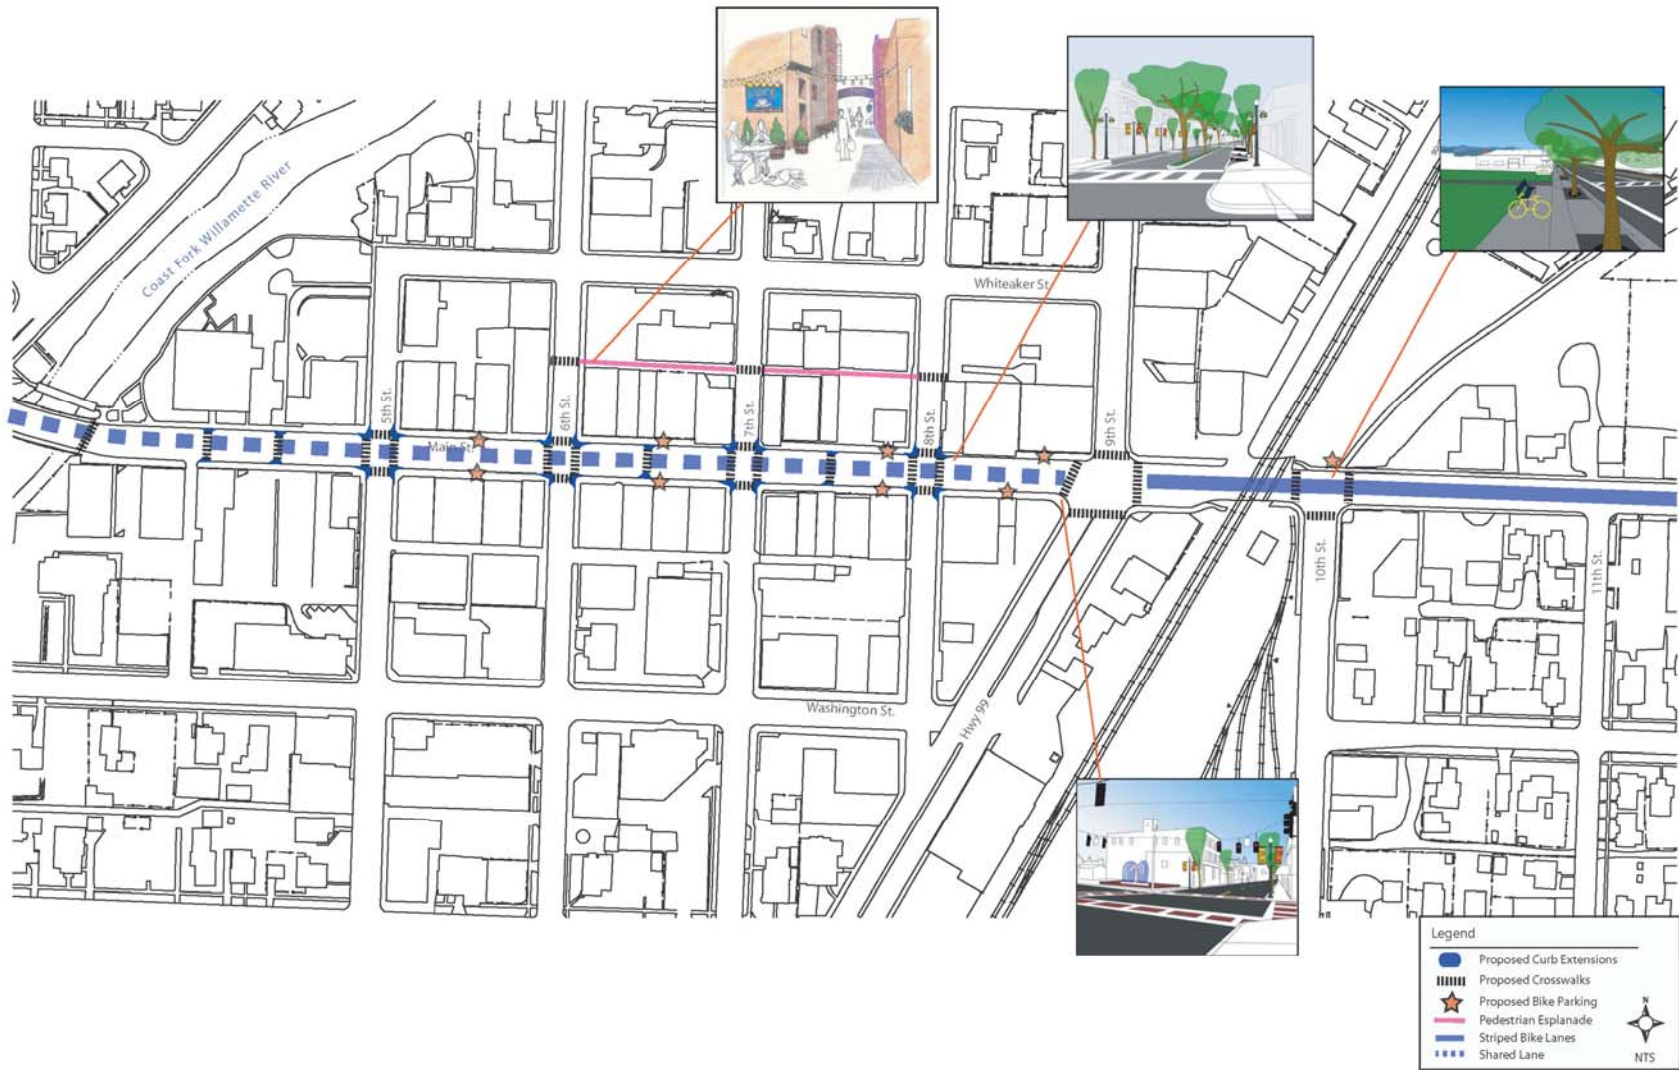 Coast Fork Willamette River
Whiteaker St.
5th St.
6th St.
7th St.
8th St.
9th St.
Main St.
10th St.
11th St.
Washington St.
Hwy 99
Legend
Proposed Curb Extensions
Proposed Crosswalks
Proposed Bike Parking
Pedestrian Esplanade
Striped Bike Lanes
Shared Lane
N
NTS